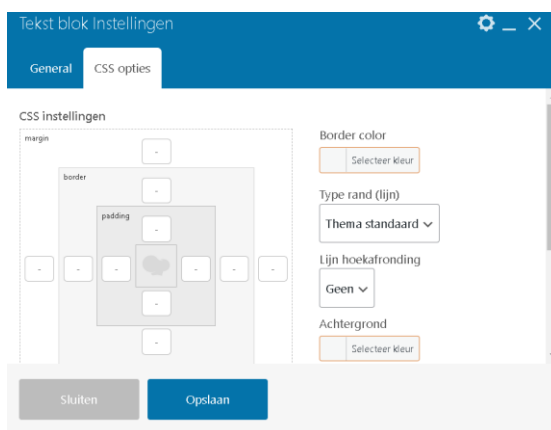 Tekst blok Instellingen
General
CSS opties
CSS instellingen
margin
-
border
-
padding
-
-
-
-
-
-
-
-
-
Border color
Selecteer kleur
Type rand (lijn)
Thema standaard
Lijn hoekafronding
Geen
Achtergrond
Selecteer kleur
Sluiten
Opslaan